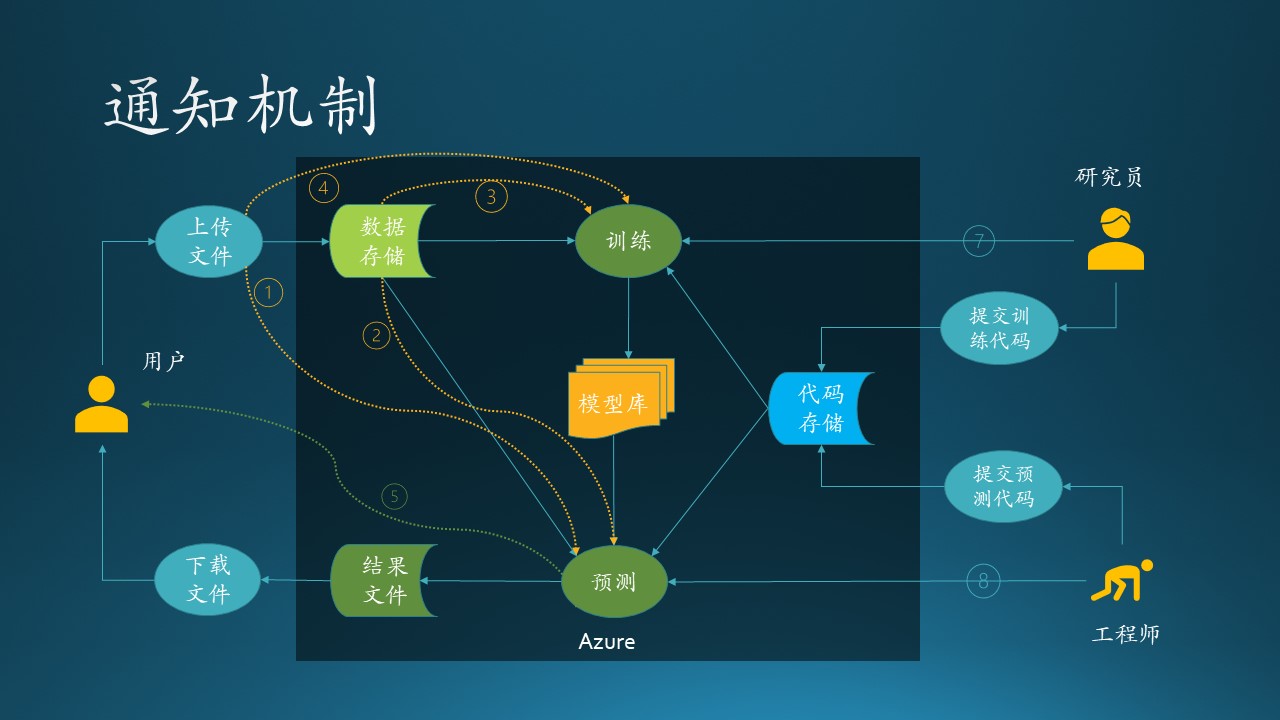 通知机制
研究员
④
③
上传
文件
数据
存储
训练
⑦
①
提交训
练代码
②
用户
模型库
代码
存储
提交预
测代码
⑤
下载
文件
结果
文件
预测
⑧
Azure
工程师